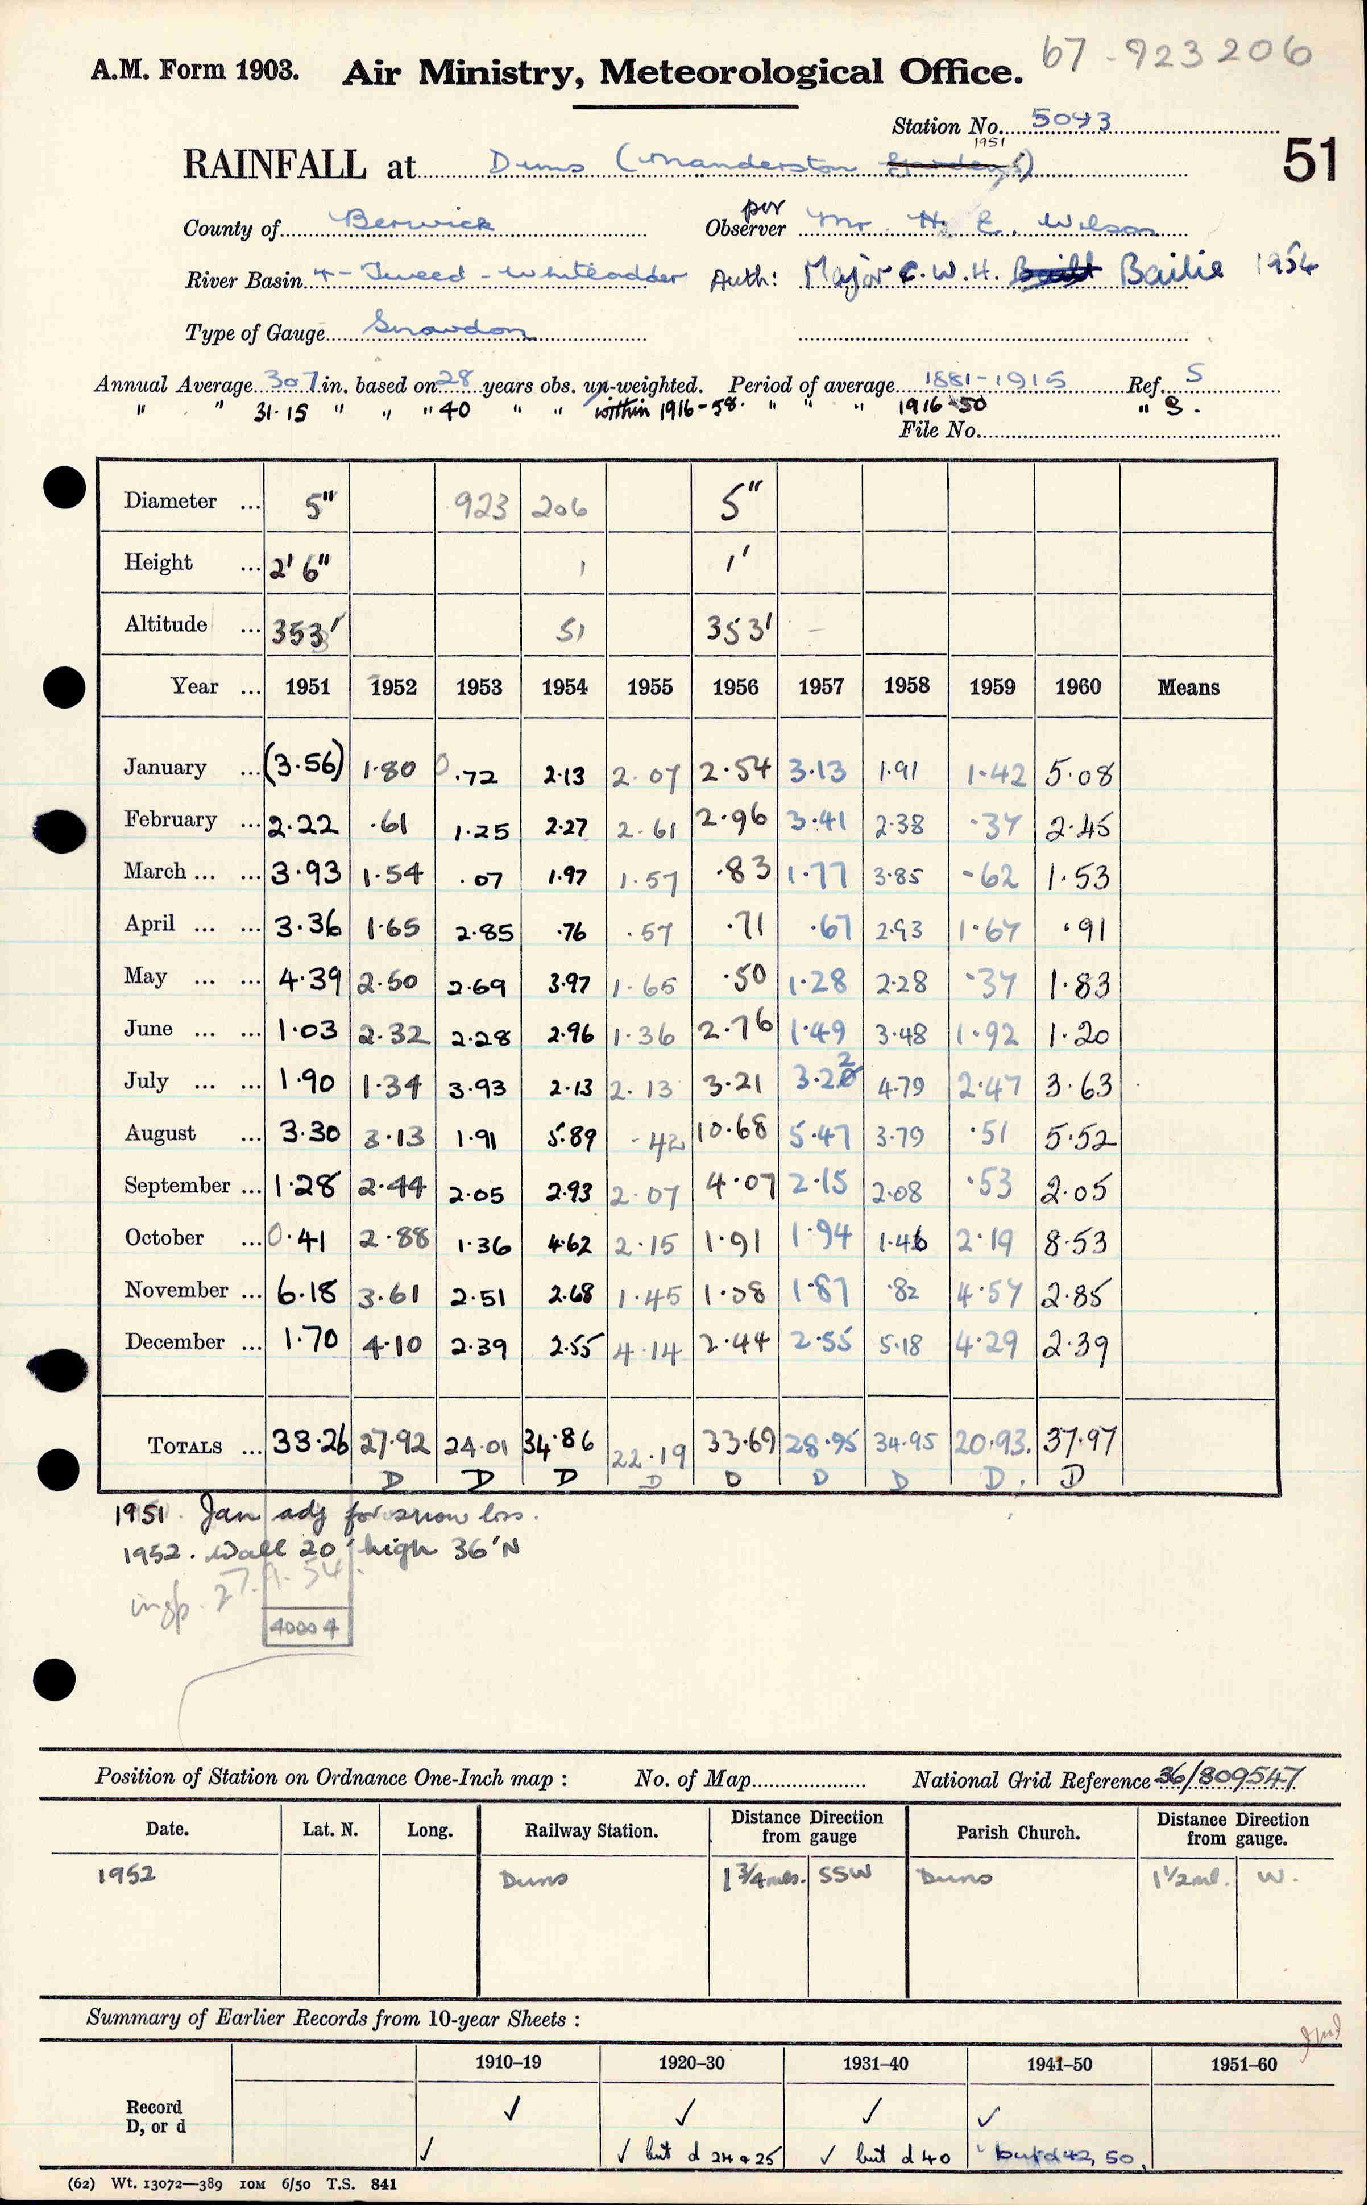 67-923206
A.M. Form 1903. Air Ministry, Meteorological Office.
Station No. 5093
1951
RAINFALL at Duns (Manderston Gardens)
51
County of Berwick per Observer Mr. H. E. Wilson
River Basin 4-Tweed-Whiteadder Auth: Major C.W.H. Bailie 1954
Type of Gauge Snowdon
Annual Average 30.7 in. based on 28 years obs. un-weighted. Period of average 1881-1915 Ref. S
" " 31.15 " " " 40 " " within 1916-58. " " " 1916-50 " S.
File No.
Diameter ... 5" 923 206 5"
Height ... 2' 6" 1 1'
Altitude ... 353' 51 353' -
Year ... 1951 1952 1953 1954 1955 1956 1957 1958 1959 1960 Means
January ... (3.56) 1.80 0.72 2.13 2.07 2.54 3.13 1.91 1.42 5.08
February ... 2.22 .61 1.25 2.27 2.61 2.96 3.41 2.38 .37 2.45
March ... ... 3.93 1.54 .07 1.97 1.57 .83 1.77 3.85 .62 1.53
April ... ... 3.36 1.65 2.85 .76 .57 .71 .67 2.93 1.67 .91
May ... ... 4.39 2.50 2.69 3.97 1.65 .50 1.28 2.28 .37 1.83
June ... ... 1.03 2.32 2.28 2.96 1.36 2.76 1.49 3.48 1.92 1.20
July ... ... 1.90 1.34 3.93 2.13 2.13 3.21 3.22 4.79 2.47 3.63
August ... 3.30 3.13 1.91 5.89 .42 10.68 5.47 3.79 .51 5.52
September ... 1.28 2.44 2.05 2.93 2.07 4.07 2.15 2.08 .53 2.05
October ... 0.41 2.88 1.36 4.62 2.15 1.91 1.94 1.46 2.19 8.53
November ... 6.18 3.61 2.51 2.68 1.45 1.08 1.87 .82 4.57 2.85
December ... 1.70 4.10 2.39 2.55 4.14 2.44 2.55 5.18 4.29 2.39
TOTALS ... 33.26 27.92 24.01 34.86 22.19 33.69 28.95 34.95 20.93. 37.97
D D D D D D D D D
1951. Jan adj for snow loss.
1952. Wall 20' high 36'N
insp. 27.9.54.
40004
Position of Station on Ordnance One-Inch map : No. of Map National Grid Reference 36/809547
Date. Lat. N. Long. Railway Station. Distance Direction from gauge Parish Church. Distance Direction from gauge.
1952 Duns 1 3/4 mls. SSW Duns 1 1/2 ml. W.
Summary of Earlier Records from 10-year Sheets :
1910–19 1920–30 1931–40 1941–50 1951–60
Record ✓ ✓ ✓ ✓
D, or d ✓ ✓ but d 24 & 25 ✓ but d 40 ✓ but d 42, 50.
(62) Wt. 13072—389 10M 6/50 T.S. 841